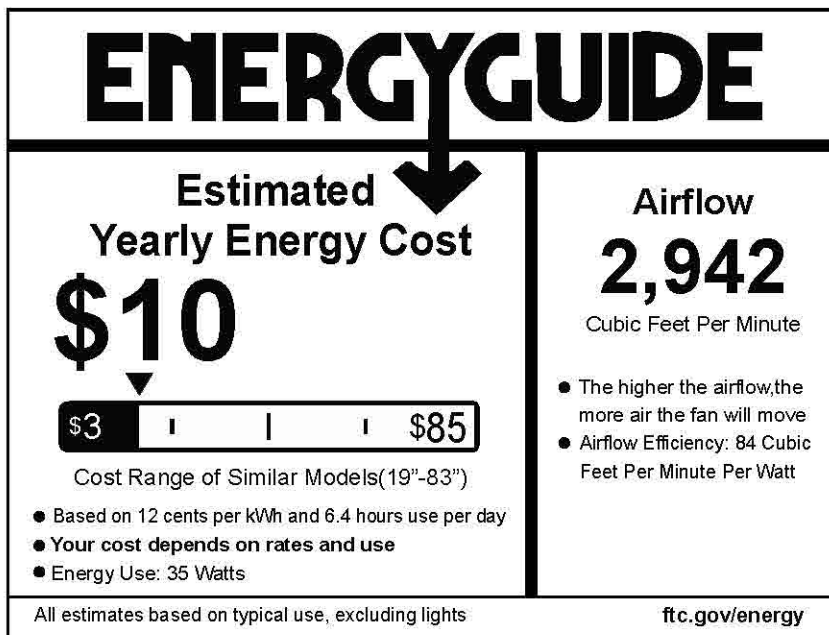 ENERGYGUIDE
Estimated
Yearly Energy Cost
$10
$3 $85
Cost Range of Similar Models(19”-83”)
● Based on 12 cents per kWh and 6.4 hours use per day
● Your cost depends on rates and use
● Energy Use: 35 Watts
Airflow
2,942
Cubic Feet Per Minute
● The higher the airflow,the
more air the fan will move
● Airflow Efficiency: 84 Cubic
Feet Per Minute Per Watt
All estimates based on typical use, excluding lights
ftc.gov/energy